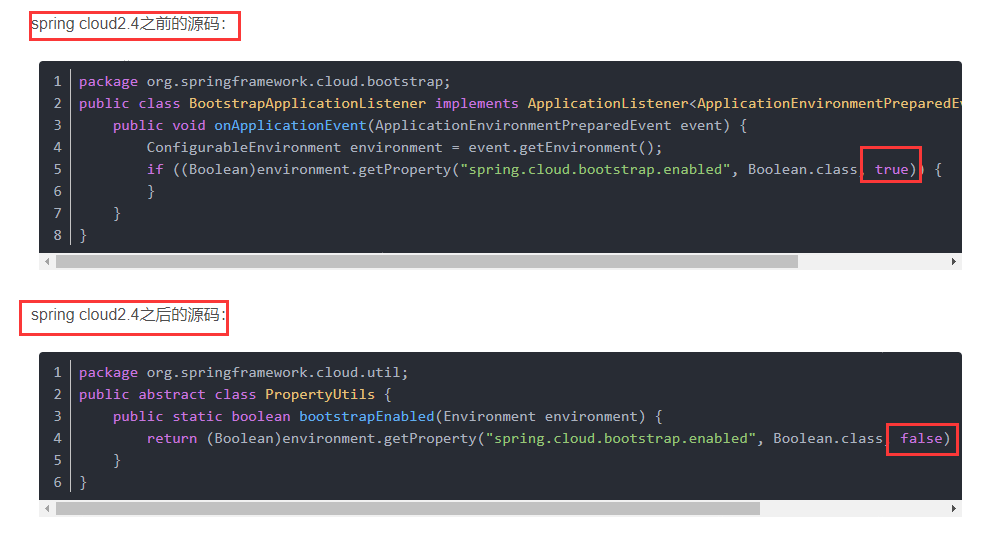 spring cloud2.4之前的源码：
1 package org.springframework.cloud.bootstrap;
2 public class BootstrapApplicationListener implements ApplicationListener<ApplicationEnvironmentPreparedEv
3 public void onApplicationEvent(ApplicationEnvironmentPreparedEvent event) {
4 ConfigurableEnvironment environment = event.getEnvironment();
5 if ((Boolean)environment.getProperty("spring.cloud.bootstrap.enabled", Boolean.class, true)) {
6 }
7 }
8 }
spring cloud2.4之后的源码：
1 package org.springframework.cloud.util;
2 public abstract class PropertyUtils {
3 public static boolean bootstrapEnabled(Environment environment) {
4 return (Boolean)environment.getProperty("spring.cloud.bootstrap.enabled", Boolean.class, false)
5 }
6 }